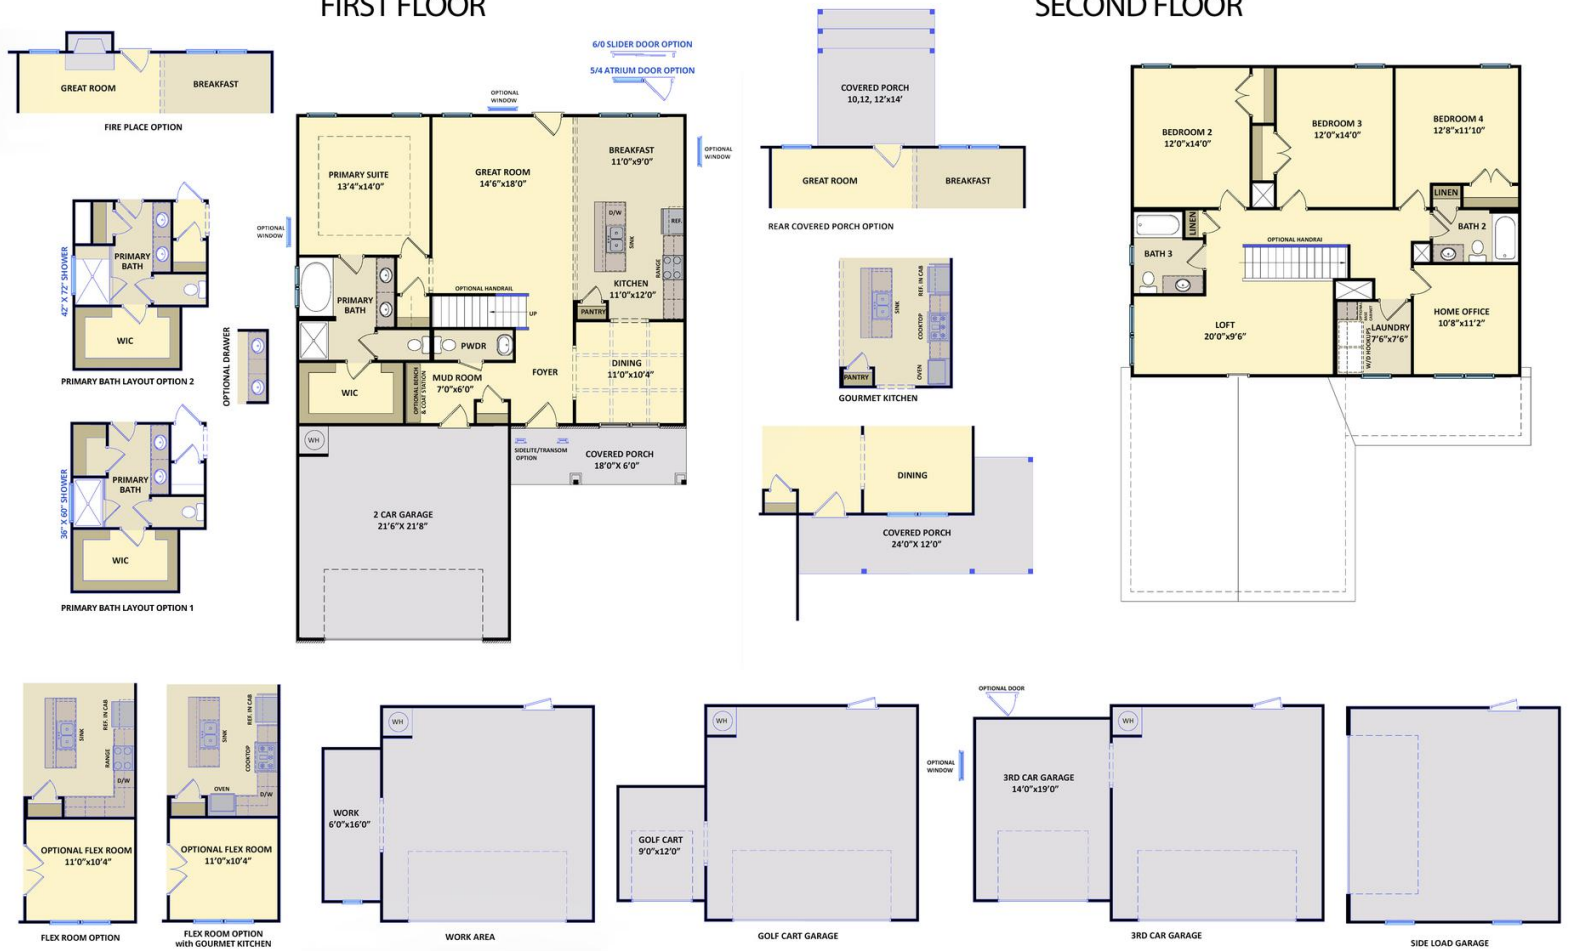 FIRST FLOOR
SECOND FLOOR
GREAT ROOM
BREAKFAST
FIRE PLACE OPTION
6/0 SLIDER DOOR OPTION
5/4 ATRIUM DOOR OPTION
OPTIONAL
WINDOW
OPTIONAL
WINDOW
OPTIONAL
WINDOW
PRIMARY SUITE
13'4"x14'0"
GREAT ROOM
14'6"x18'0"
BREAKFAST
11'0"x9'0"
D/W
SINK
REF.
RANGE
KITCHEN
11'0"x12'0"
PANTRY
PRIMARY
BATH
OPTIONAL HANDRAIL
UP
PWDR
WIC
OPTIONAL BENCH
& COAT STATION
MUD ROOM
7'0"x6'0"
FOYER
DINING
11'0"x10'4"
WH
SIDELITE/TRANSOM
OPTION
COVERED PORCH
18'0"X 6'0"
2 CAR GARAGE
21'6"X 21'8"
42" X 72" SHOWER
PRIMARY
BATH
WIC
PRIMARY BATH LAYOUT OPTION 2
OPTIONAL DRAWER
36" X 60" SHOWER
PRIMARY
BATH
WIC
PRIMARY BATH LAYOUT OPTION 1
COVERED PORCH
10,12, 12'x14'
GREAT ROOM
BREAKFAST
REAR COVERED PORCH OPTION
SINK
REF. IN CAB
COOKTOP
OVEN
PANTRY
GOURMET KITCHEN
DINING
COVERED PORCH
24'0"X 12'0"
BEDROOM 2
12'0"x14'0"
BEDROOM 3
12'0"x14'0"
BEDROOM 4
12'8"x11'10"
LINEN
LINEN
BATH 2
BATH 3
OPTIONAL HANDRAI
LOFT
20'0"x9'6"
W/D HOOKUPS
LAUNDRY
7'6"x7'6"
HOME OFFICE
10'8"x11'2"
SINK
REF. IN CAB
RANGE
D/W
OPTIONAL FLEX ROOM
11'0"x10'4"
FLEX ROOM OPTION
SINK
REF. IN CAB
COOKTOP
OVEN
D/W
OPTIONAL FLEX ROOM
11'0"x10'4"
FLEX ROOM OPTION
with GOURMET KITCHEN
WH
WORK
6'0"x16'0"
WORK AREA
WH
GOLF CART
9'0"x12'0"
GOLF CART GARAGE
OPTIONAL DOOR
OPTIONAL
WINDOW
WH
3RD CAR GARAGE
14'0"x19'0"
3RD CAR GARAGE
SIDE LOAD GARAGE